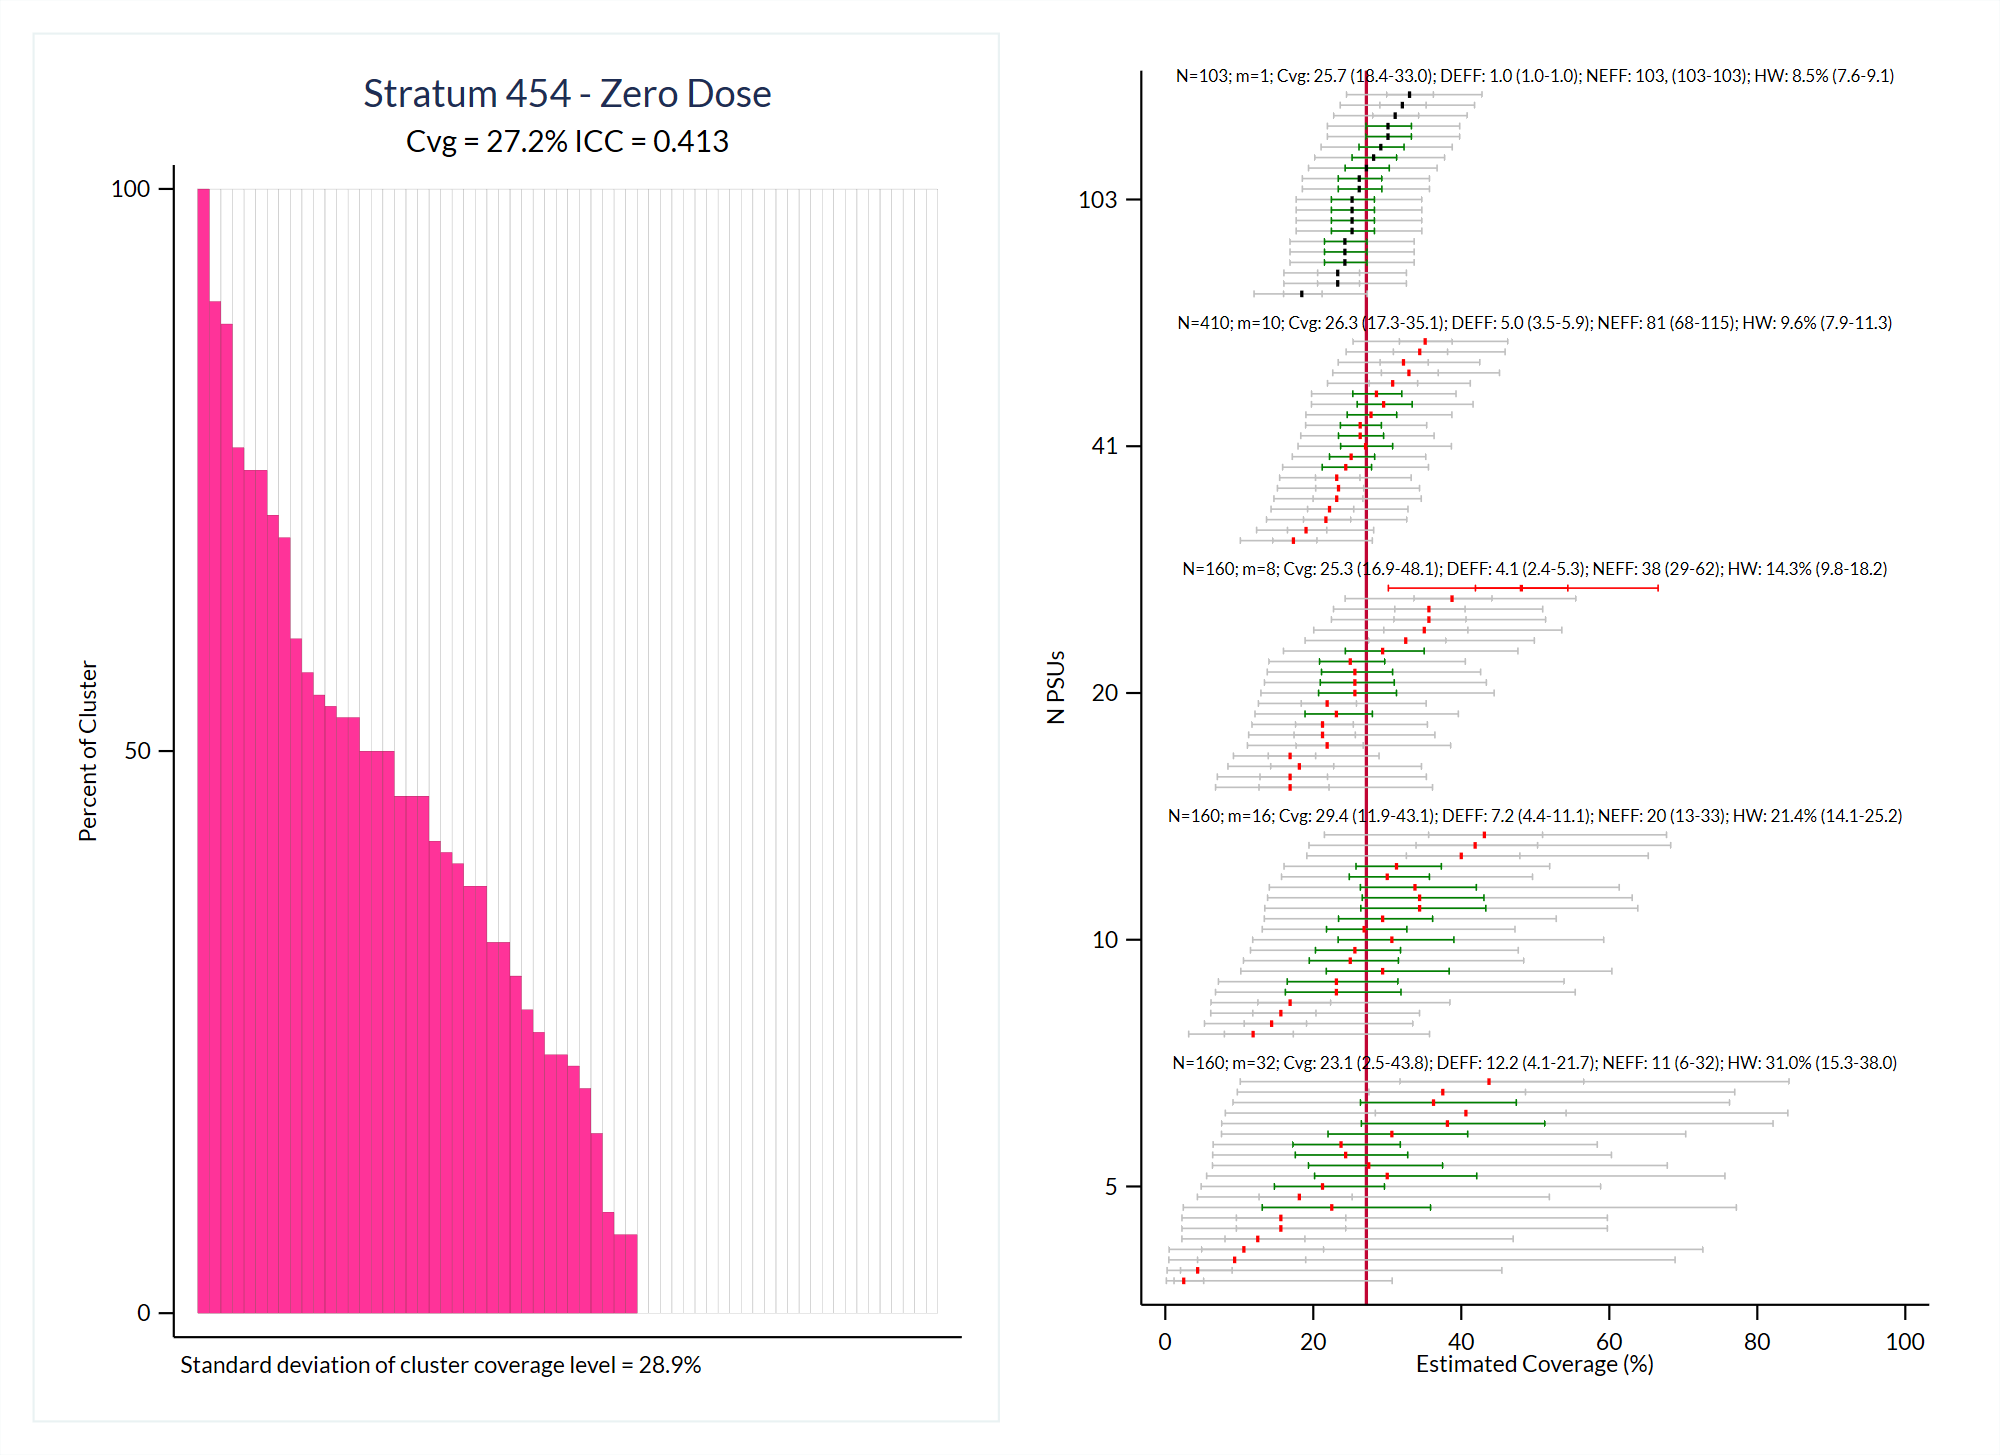 Stratum 454 - Zero Dose
Cvg = 27.2% ICC = 0.413
100
50
0
Percent of Cluster
Standard deviation of cluster coverage level = 28.9%
N=103; m=1; Cvg: 25.7 (18.4-33.0); DEFF: 1.0 (1.0-1.0); NEFF: 103, (103-103); HW: 8.5% (7.6-9.1)
103
N=410; m=10; Cvg: 26.3 (17.3-35.1); DEFF: 5.0 (3.5-5.9); NEFF: 81 (68-115); HW: 9.6% (7.9-11.3)
41
N=160; m=8; Cvg: 25.3 (16.9-48.1); DEFF: 4.1 (2.4-5.3); NEFF: 38 (29-62); HW: 14.3% (9.8-18.2)
20
N=160; m=16; Cvg: 29.4 (11.9-43.1); DEFF: 7.2 (4.4-11.1); NEFF: 20 (13-33); HW: 21.4% (14.1-25.2)
10
N=160; m=32; Cvg: 23.1 (2.5-43.8); DEFF: 12.2 (4.1-21.7); NEFF: 11 (6-32); HW: 31.0% (15.3-38.0)
5
N PSUs
0 20 40 60 80 100
Estimated Coverage (%)